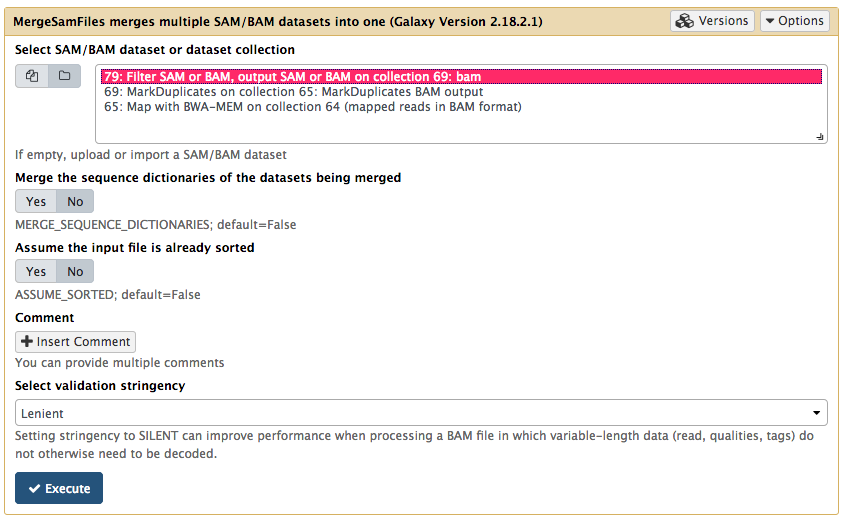 MergeSamFiles merges multiple SAM/BAM datasets into one (Galaxy Version 2.18.2.1)
Versions
Options
Select SAM/BAM dataset or dataset collection
79: Filter SAM or BAM, output SAM or BAM on collection 69: bam
69: MarkDuplicates on collection 65: MarkDuplicates BAM output
65: Map with BWA-MEM on collection 64 (mapped reads in BAM format)
If empty, upload or import a SAM/BAM dataset
Merge the sequence dictionaries of the datasets being merged
Yes No
MERGE_SEQUENCE_DICTIONARIES; default=False
Assume the input file is already sorted
Yes No
ASSUME_SORTED; default=False
Comment
Insert Comment
You can provide multiple comments
Select validation stringency
Lenient
Setting stringency to SILENT can improve performance when processing a BAM file in which variable-length data (read, qualities, tags) do
not otherwise need to be decoded.
Execute